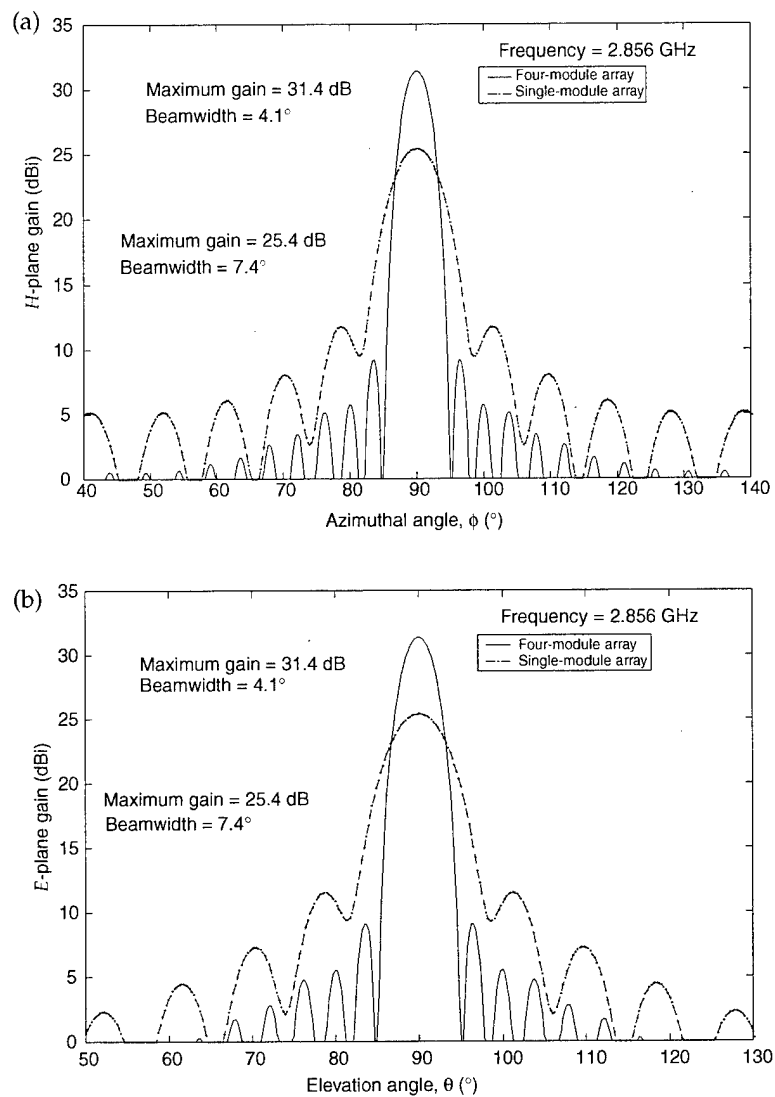 (a)
35
30
25
20
15
10
5
0
H-plane gain (dBi)
Frequency = 2.856 GHz
Four-module array
Single-module array
Maximum gain = 31.4 dB
Beamwidth = 4.1°
Maximum gain = 25.4 dB
Beamwidth = 7.4°
40 50 60 70 80 90 100 110 120 130 140
Azimuthal angle, ϕ (°)
(b)
35
30
25
20
15
10
5
0
E-plane gain (dBi)
Frequency = 2.856 GHz
Four-module array
Single-module array
Maximum gain = 31.4 dB
Beamwidth = 4.1°
Maximum gain = 25.4 dB
Beamwidth = 7.4°
50 60 70 80 90 100 110 120 130
Elevation angle, θ (°)